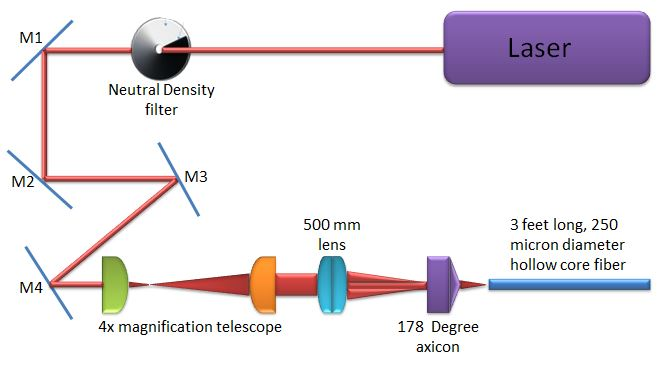 M1
Laser
Neutral Density
filter
M2
M3
500 mm
lens
3 feet long, 250
micron diameter
hollow core fiber
M4
4x magnification telescope
178 Degree
axicon